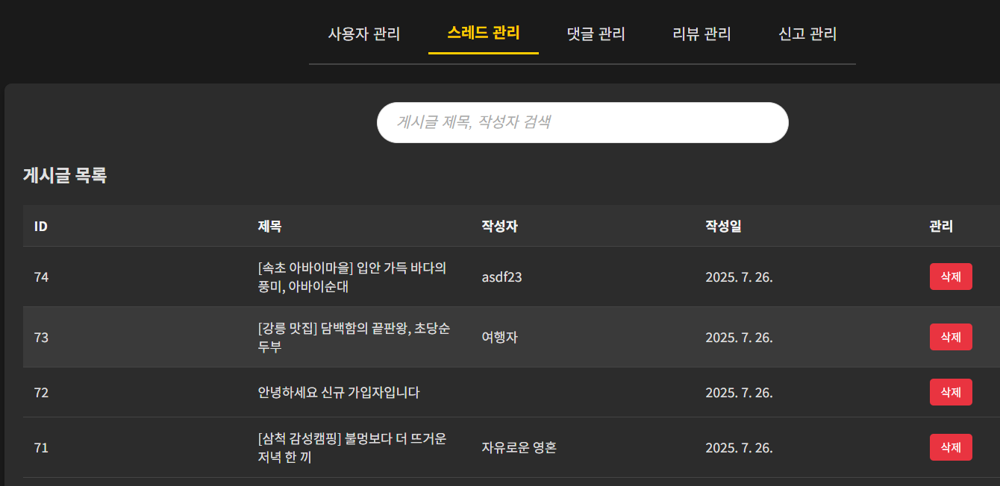 사용자 관리 스레드 관리 댓글 관리 리뷰 관리 신고 관리
게시글 제목, 작성자 검색
게시글 목록
ID 제목 작성자 작성일 관리
74 [속초 아바이마을] 입안 가득 바다의 asdf23 2025. 7. 26. 삭제
풍미, 아바이순대
73 [강릉 맛집] 담백함의 끝판왕, 초당순 여행자 2025. 7. 26. 삭제
두부
72 안녕하세요 신규 가입자입니다 2025. 7. 26. 삭제
71 [삼척 감성캠핑] 불멍보다 더 뜨거운 자유로운 영혼 2025. 7. 26. 삭제
저녁 한 끼